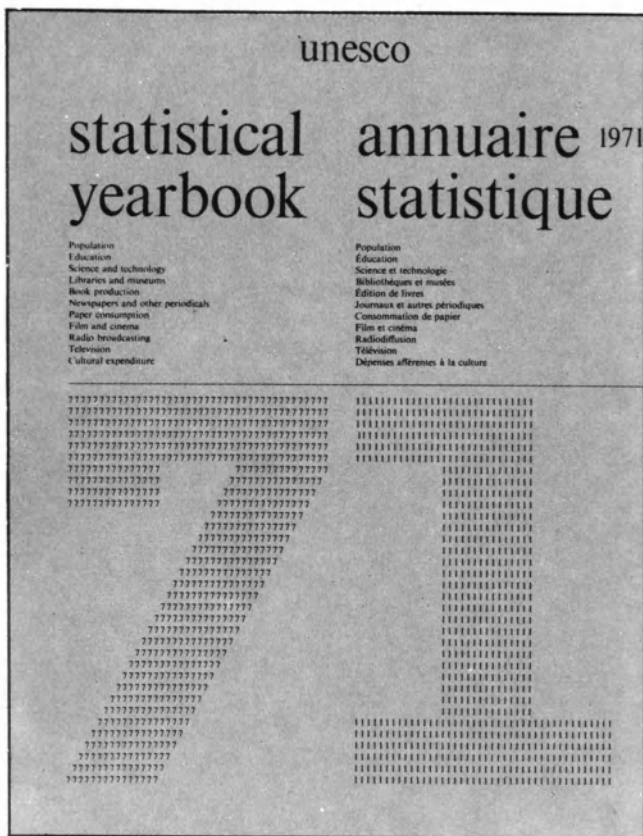 unesco
statistical
yearbook
Population
Education
Science and technology
Libraries and museums
Book production
Newspapers and other periodicals
Paper consumption
Film and cinema
Radio broadcasting
Television
Cultural expenditure
annuaire 1971
statistique
Population
Éducation
Science et technologie
Bibliothèques et musées
Édition de livres
Journaux et autres périodiques
Consommation de papier
Film et cinéma
Radiodiffusion
Télévision
Dépenses afférentes à la culture